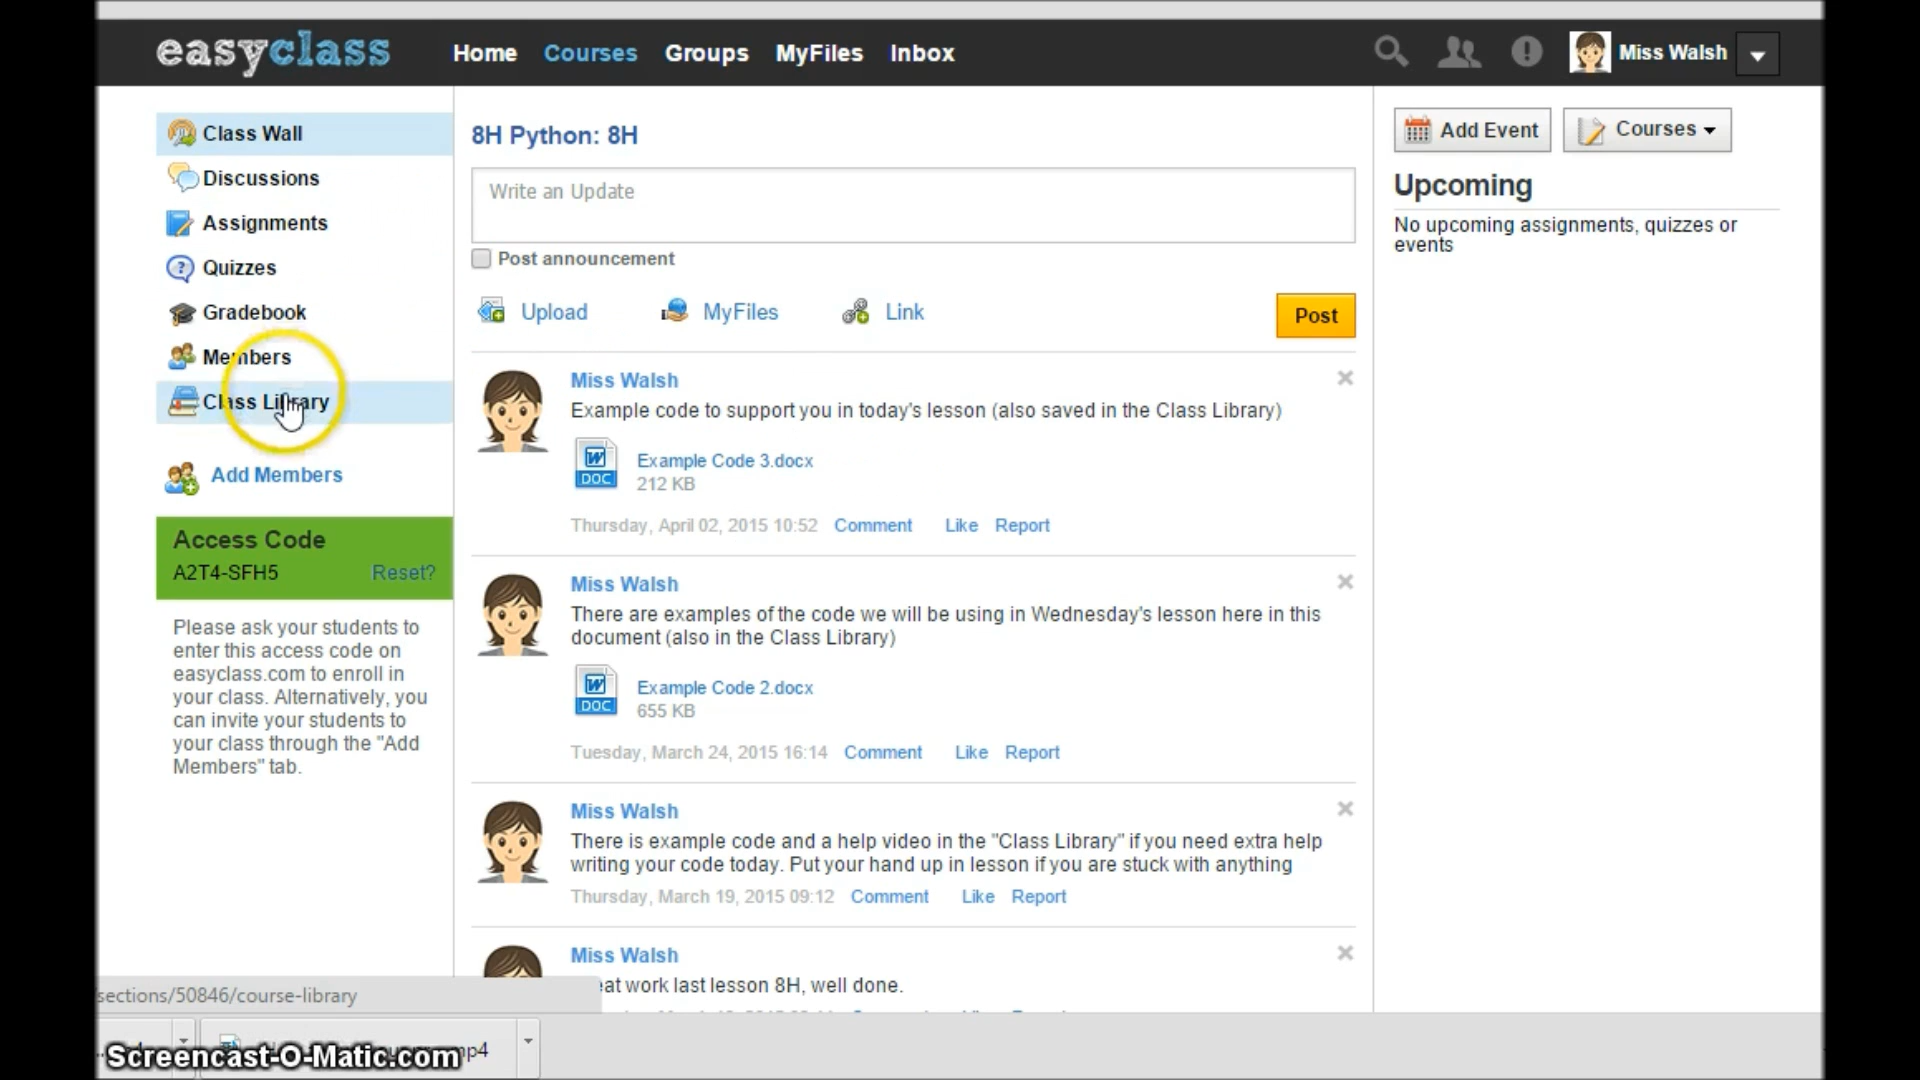 easyclass
Home Courses Groups MyFiles Inbox
Miss Walsh
Class Wall
Discussions
Assignments
Quizzes
Gradebook
Members
Class Library
Add Members
Access Code
A2T4-SFH5 Reset?
Please ask your students to
enter this access code on
easyclass.com to enroll in
your class. Alternatively, you
can invite your students to
your class through the "Add
Members" tab.
8H Python: 8H
Write an Update
Post announcement
Upload MyFiles Link Post
Miss Walsh
Example code to support you in today's lesson (also saved in the Class Library)
DOC
Example Code 3.docx
212 KB
Thursday, April 02, 2015 10:52 Comment Like Report
Miss Walsh
There are examples of the code we will be using in Wednesday's lesson here in this
document (also in the Class Library)
DOC
Example Code 2.docx
655 KB
Tuesday, March 24, 2015 16:14 Comment Like Report
Miss Walsh
There is example code and a help video in the "Class Library" if you need extra help
writing your code today. Put your hand up in lesson if you are stuck with anything
Thursday, March 19, 2015 09:12 Comment Like Report
Miss Walsh
eat work last lesson 8H, well done.
Add Event Courses
Upcoming
No upcoming assignments, quizzes or
events
sections/50846/course-library
Screencast-O-Matic.com mp4